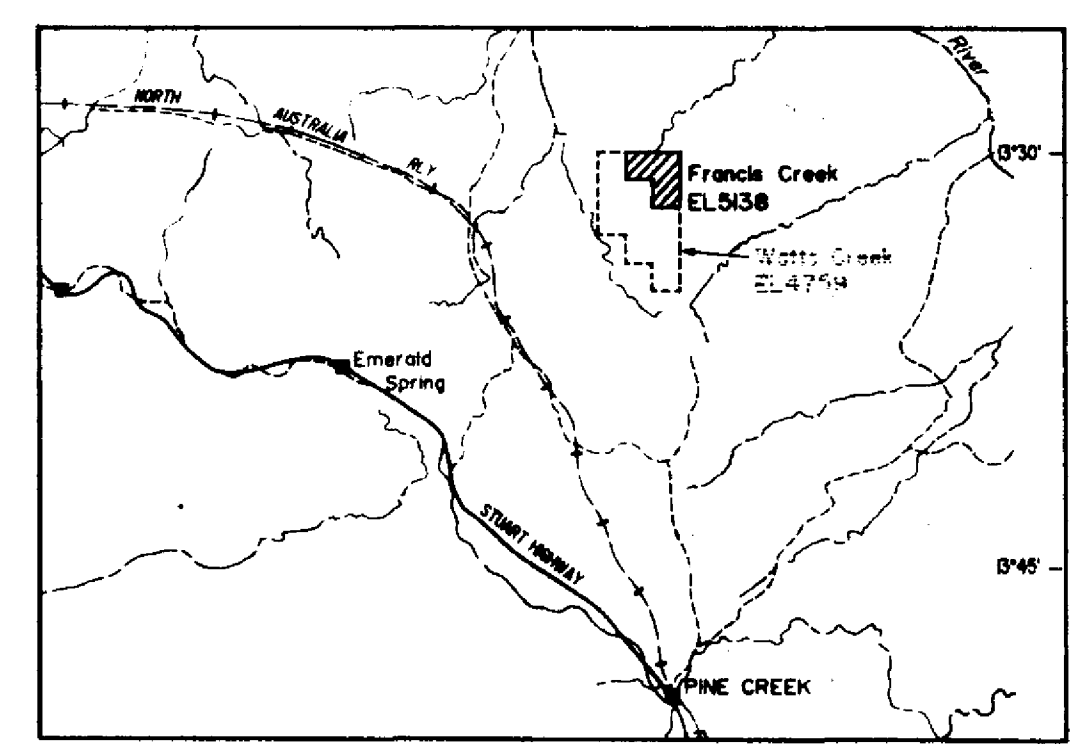 River
NORTH AUSTRALIA RLY
13°30'
Francis Creek
EL5138
Watts Creek
EL4759
Emerald
Spring
STUART HIGHWAY
13°45'
PINE CREEK